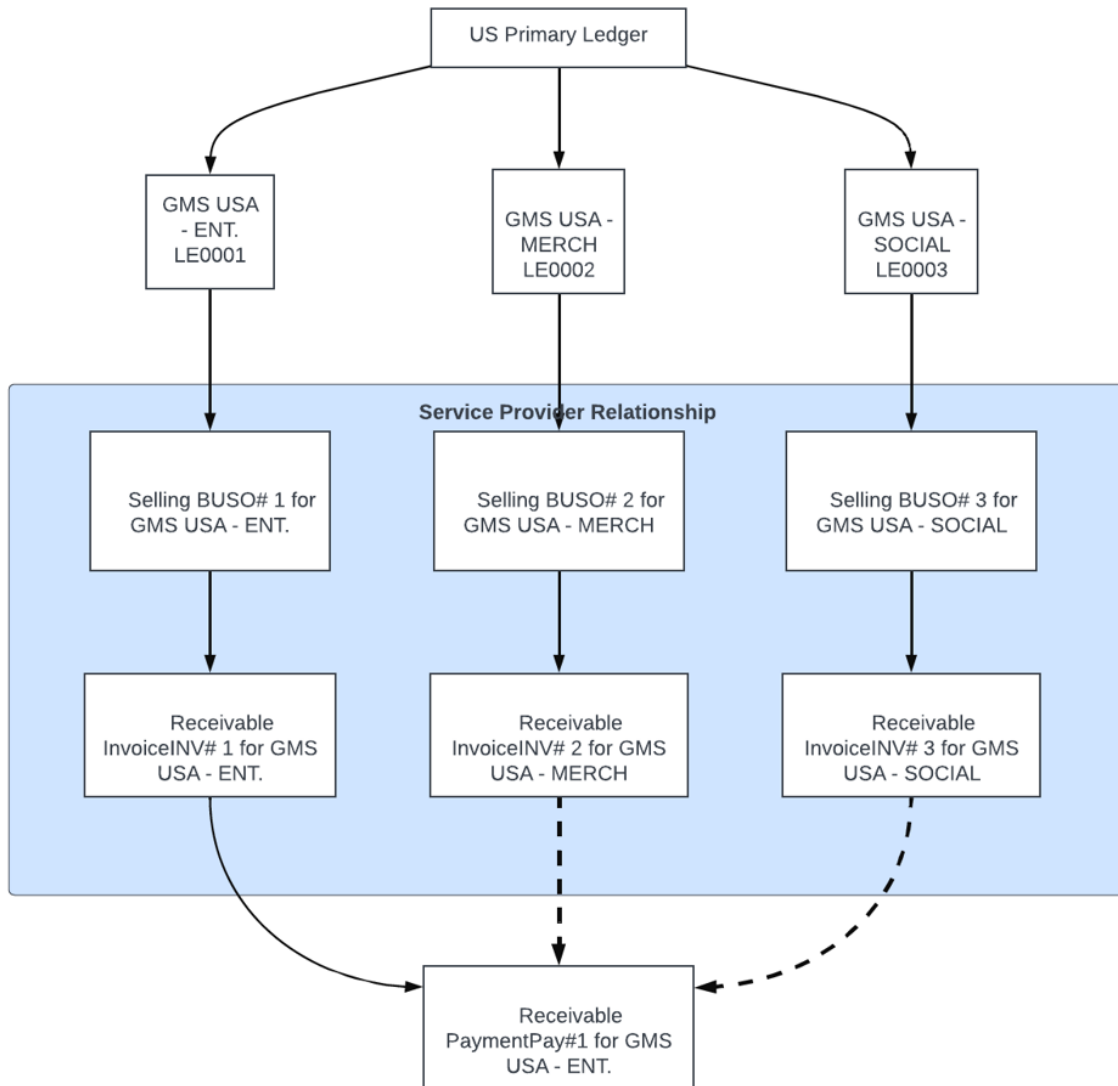 US Primary Ledger
GMS USA
- ENT.
LE0001
GMS USA -
MERCH
LE0002
GMS USA -
SOCIAL
LE0003
Service Provider Relationship
Selling BUSO# 1 for
GMS USA - ENT.
Selling BUSO# 2 for
GMS USA - MERCH
Selling BUSO# 3 for
GMS USA - SOCIAL
Receivable
InvoiceINV# 1 for GMS
USA - ENT.
Receivable
InvoiceINV# 2 for GMS
USA - MERCH
Receivable
InvoiceINV# 3 for GMS
USA - SOCIAL
Receivable
PaymentPay#1 for GMS
USA - ENT.